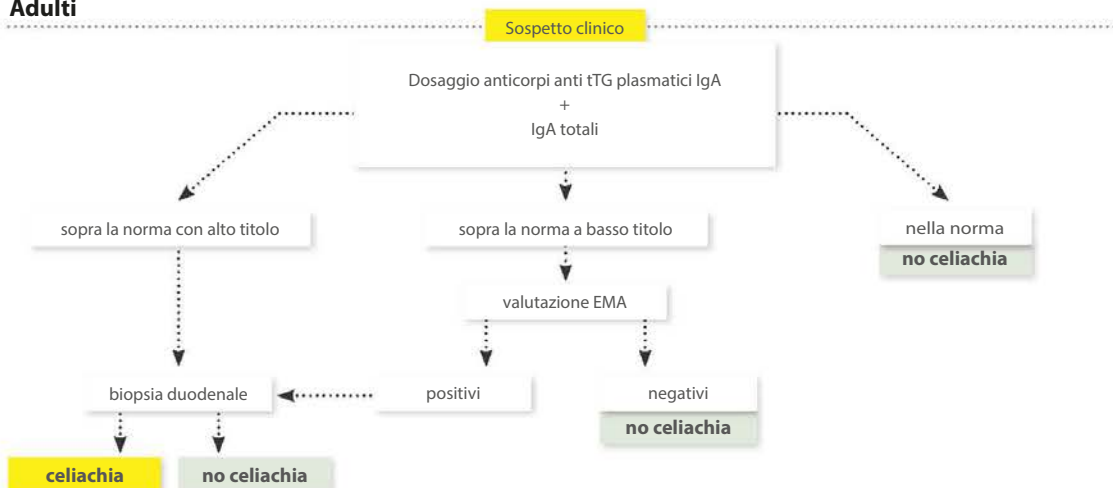 Adulti
Sospetto clinico
Dosaggio anticorpi anti tTG plasmatici IgA
+
IgA totali
sopra la norma con alto titolo
sopra la norma a basso titolo
nella norma
no celiachia
valutazione EMA
biopsia duodenale
positivi
negativi
no celiachia
celiachia
no celiachia